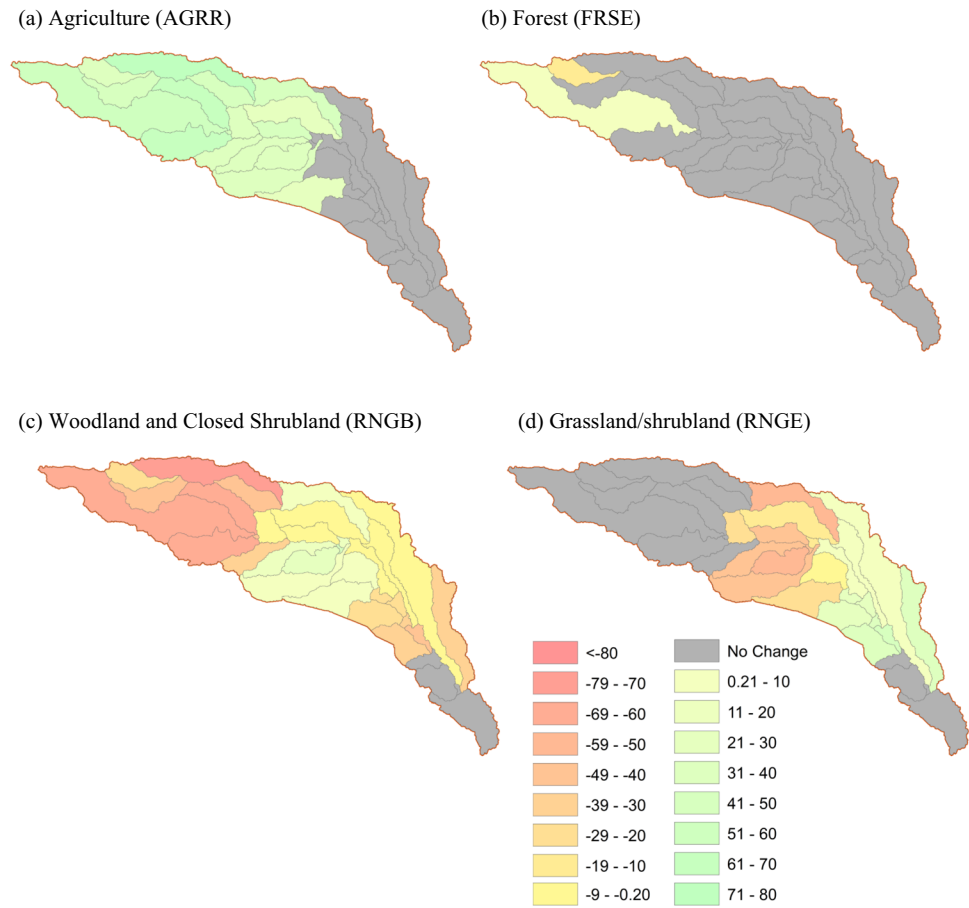 (a) Agriculture (AGRR)
(b) Forest (FRSE)
(c) Woodland and Closed Shrubland (RNGB)
(d) Grassland/shrubland (RNGE)
<-80
-79 - -70
-69 - -60
-59 - -50
-49 - -40
-39 - -30
-29 - -20
-19 - -10
-9 - -0.20
No Change
0.21 - 10
11 - 20
21 - 30
31 - 40
41 - 50
51 - 60
61 - 70
71 - 80